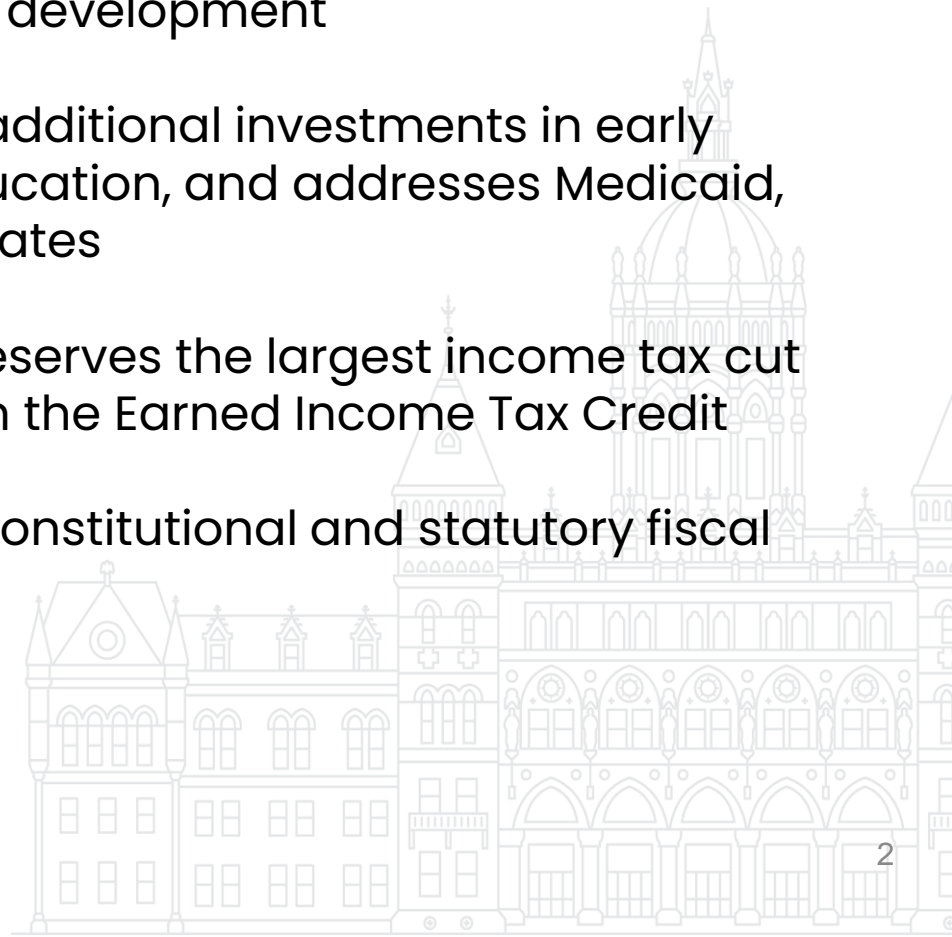 development
additional investments in early
ucation, and addresses Medicaid,
ates
eserves the largest income tax cut
the Earned Income Tax Credit
onstitutional and statutory fiscal
2